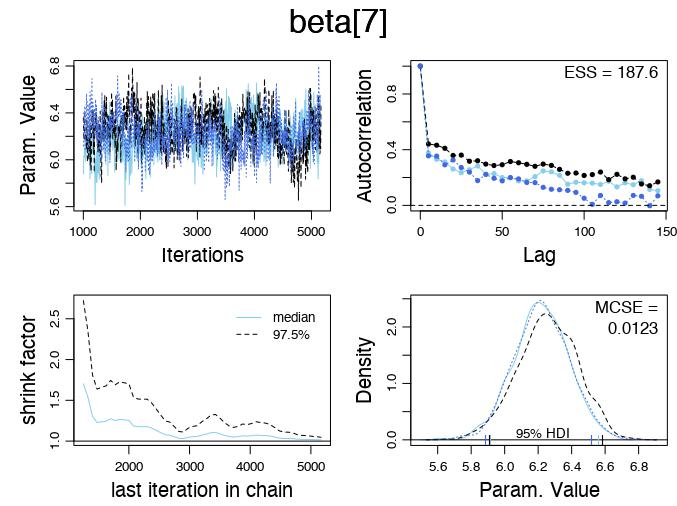 beta[7]
Param. Value
5.6 6.0 6.4 6.8
1000 2000 3000 4000 5000
Iterations
Autocorrelation
0.0 0.4 0.8
ESS = 187.6
0 50 100 150
Lag
shrink factor
1.0 1.5 2.0 2.5
median
97.5%
2000 3000 4000 5000
last iteration in chain
Density
0.0 1.0 2.0
MCSE =
0.0123
95% HDI
5.6 5.8 6.0 6.2 6.4 6.6 6.8
Param. Value